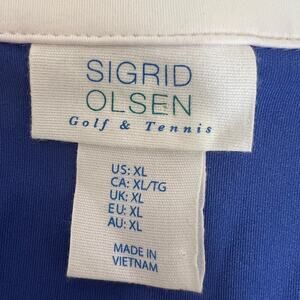 SIGRID
OLSEN
Golf & Tennis
US: XL
CA: XL/TG
UK: XL
EU: XL
AU: XL
MADE IN
VIETNAM